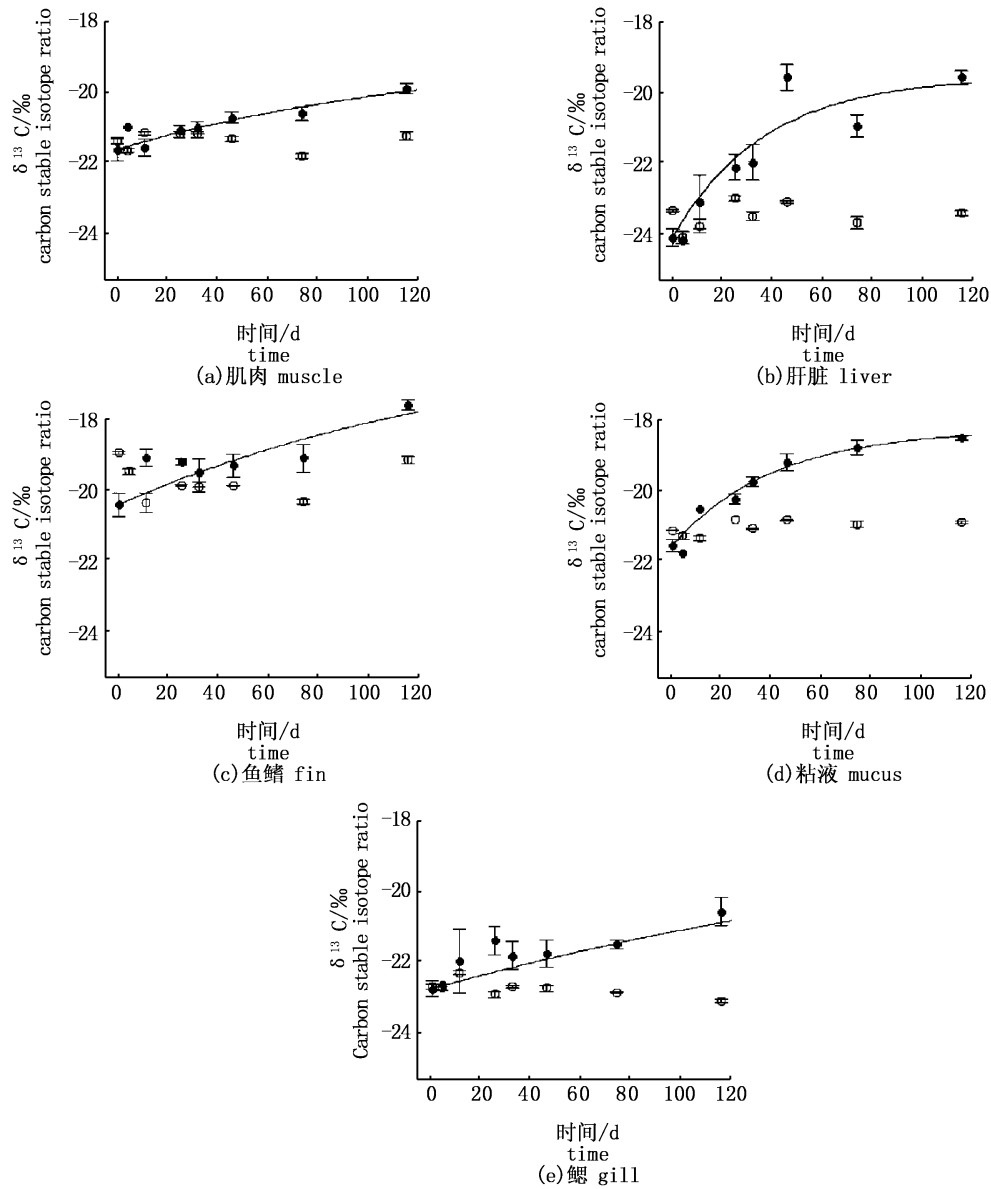 δ ¹³ C/‰
carbon stable isotope ratio
-18
-20
-22
-24
0 20 40 60 80 100 120
时间/d
time
(a)肌肉 muscle
δ ¹³ C/‰
carbon stable isotope ratio
-18
-20
-22
-24
0 20 40 60 80 100 120
时间/d
time
(b)肝脏 liver
δ ¹³ C/‰
carbon stable isotope ratio
-18
-20
-22
-24
0 20 40 60 80 100 120
时间/d
time
(c)鱼鳍 fin
δ ¹³ C/‰
carbon stable isotope ratio
-18
-20
-22
-24
0 20 40 60 80 100 120
时间/d
time
(d)粘液 mucus
δ ¹³ C/‰
Carbon stable isotope ratio
-18
-20
-22
-24
0 20 40 60 80 100 120
时间/d
time
(e)鳃 gill